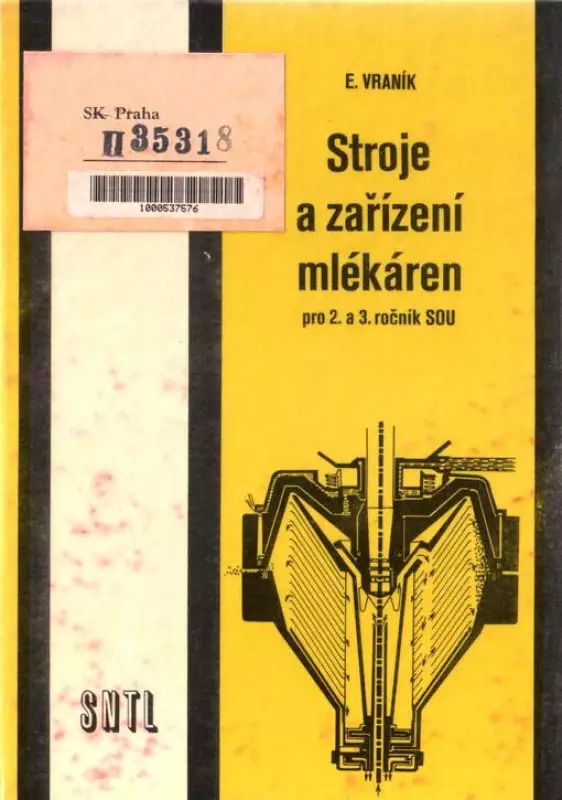 E. VRANÍK
SK Praha
II 35318
1000537576
Stroje
a zařízení
mlékáren
pro 2. a 3. ročník SOU
SNTL